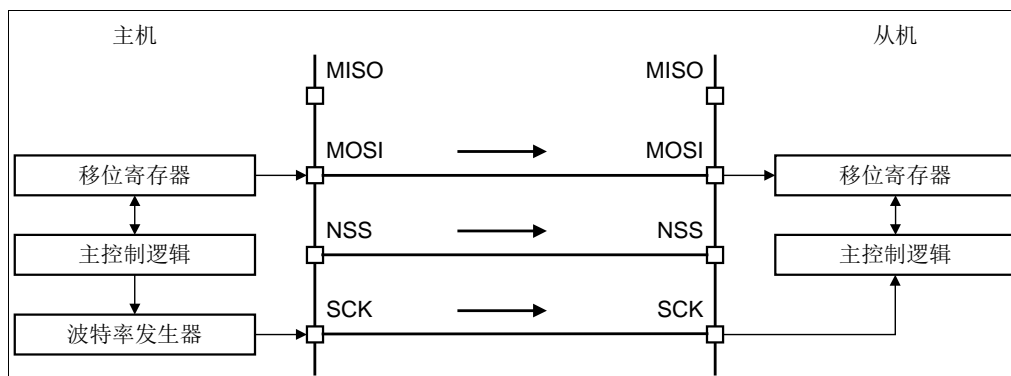 主机
从机
MISO
MISO
MOSI
MOSI
移位寄存器
移位寄存器
NSS
NSS
主控制逻辑
主控制逻辑
SCK
SCK
波特率发生器